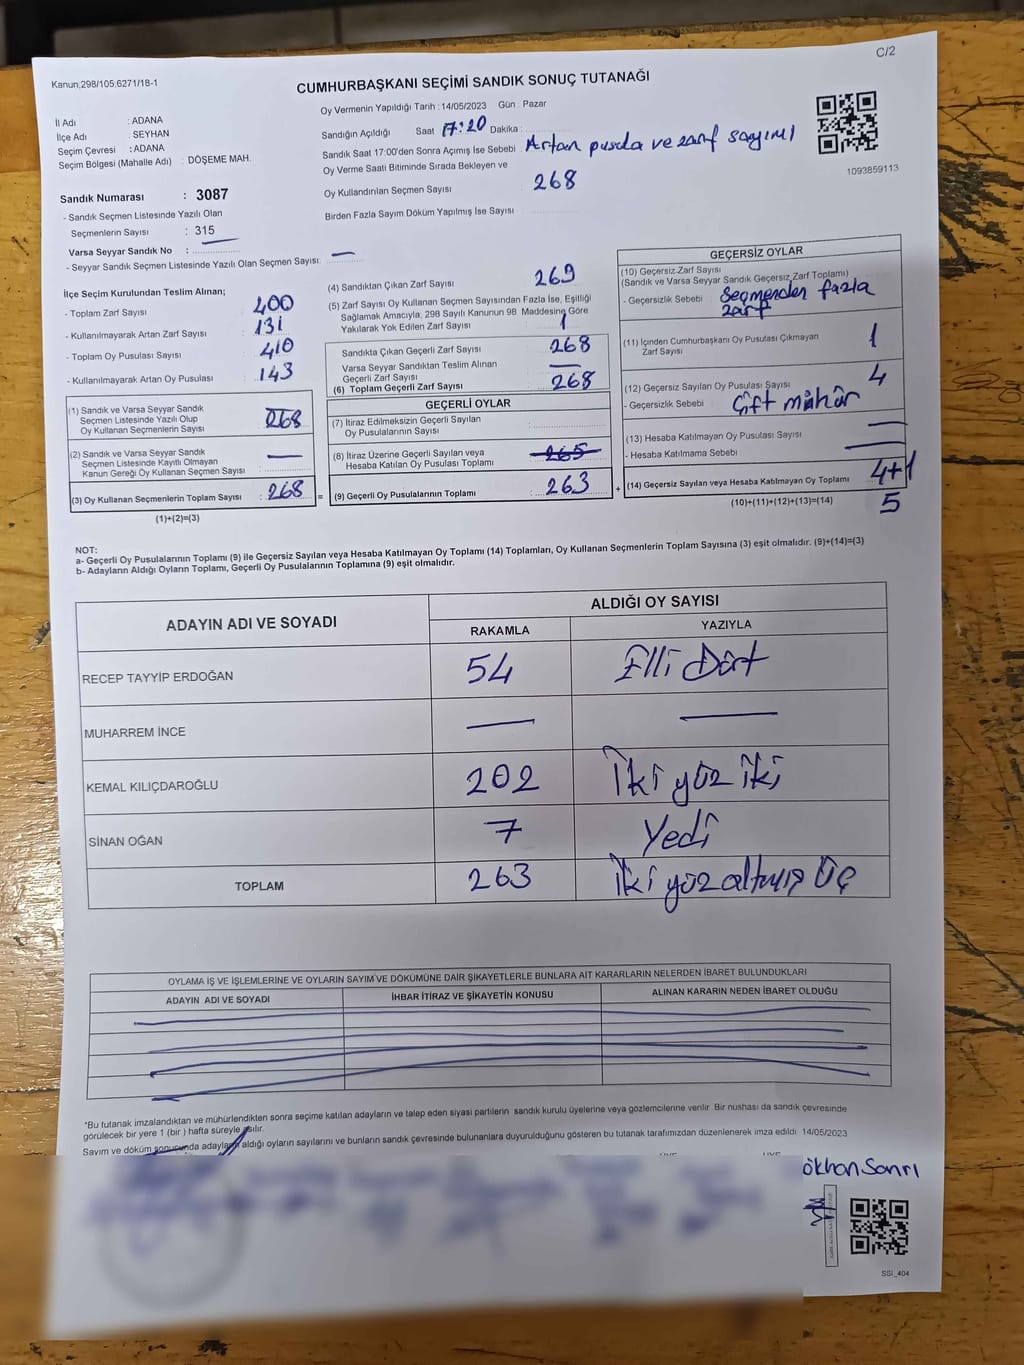 C/2
Kanun;298/105;6271/18-1
CUMHURBAŞKANI SEÇİMİ SANDIK SONUÇ TUTANAĞI
Oy Vermenin Yapıldığı Tarih :14/05/2023 Gün : Pazar
İl Adı : ADANA
İlçe Adı : SEYHAN
Seçim Çevresi : ADANA
Seçim Bölgesi (Mahalle Adı) : DÖŞEME MAH.
Sandığın Açıldığı Saat 17:20 Dakika :
Sandık Saat 17:00'den Sonra Açımış İse Sebebi Artan pusula ve zarf sayımı
Oy Verme Saati Bitiminde Sırada Bekleyen ve
Oy Kullandırılan Seçmen Sayısı 268
Birden Fazla Sayım Döküm Yapılmış İse Sayısı
1093859113
Sandık Numarası : 3087
- Sandık Seçmen Listesinde Yazılı Olan
Seçmenlerin Sayısı : 315
Varsa Seyyar Sandık No :
- Seyyar Sandık Seçmen Listesinde Yazılı Olan Seçmen Sayısı: —
İlçe Seçim Kurulundan Teslim Alınan;
- Toplam Zarf Sayısı 400
- Kullanılmayarak Artan Zarf Sayısı 131
- Toplam Oy Pusulası Sayısı 410
- Kullanılmayarak Artan Oy Pusulası 143
(1) Sandık ve Varsa Seyyar Sandık
Seçmen Listesinde Yazılı Olup
Oy Kullanan Seçmenlerin Sayısı 268
(2) Sandık ve Varsa Seyyar Sandık
Seçmen Listesinde Kayıtlı Olmayan
Kanun Gereği Oy Kullanan Seçmen Sayısı : —
(3) Oy Kullanan Seçmenlerin Toplam Sayısı : 268 =
(1)+(2)=(3)
(4) Sandıktan Çıkan Zarf Sayısı 269
(5) Zarf Sayısı Oy Kullanan Seçmen Sayısından Fazla İse, Eşitliği
Sağlamak Amacıyla, 298 Sayılı Kanunun 98. Maddesine Göre
Yakılarak Yok Edilen Zarf Sayısı 1
Sandıkta Çıkan Geçerli Zarf Sayısı 268
Varsa Seyyar Sandıktan Teslim Alınan
Geçerli Zarf Sayısı —
(6) Toplam Geçerli Zarf Sayısı 268
GEÇERLİ OYLAR
(7) İtiraz Edilmeksizin Geçerli Sayılan
Oy Pusulalarının Sayısı
(8) İtiraz Üzerine Geçerli Sayılan veya
Hesaba Katılan Oy Pusulası Toplamı 265
(9) Geçerli Oy Pusulalarının Toplamı : 263 +
GEÇERSİZ OYLAR
(10) Geçersiz Zarf Sayısı
(Sandık ve Varsa Seyyar Sandık Geçersiz Zarf Toplamı)
- Geçersizlik Sebebi Seçmenden fazla
zarf
(11) İçinden Cumhurbaşkanı Oy Pusulası Çıkmayan
Zarf Sayısı 1
(12) Geçersiz Sayılan Oy Pusulası Sayısı 4
- Geçersizlik Sebebi Çift mühür
(13) Hesaba Katılmayan Oy Pusulası Sayısı —
- Hesaba Katılmama Sebebi —
(14) Geçersiz Sayılan veya Hesaba Katılmayan Oy Toplamı 4+1
(10)+(11)+(12)+(13)=(14) 5
NOT:
a- Geçerli Oy Pusulalarının Toplamı (9) ile Geçersiz Sayılan veya Hesaba Katılmayan Oy Toplamı (14) Toplamları, Oy Kullanan Seçmenlerin Toplam Sayısına (3) eşit olmalıdır. (9)+(14)=(3)
b- Adayların Aldığı Oyların Toplamı, Geçerli Oy Pusulalarının Toplamına (9) eşit olmalıdır.
ADAYIN ADI VE SOYADI ALDIĞI OY SAYISI
RAKAMLA YAZIYLA
RECEP TAYYİP ERDOĞAN 54 Elli Dört
MUHARREM İNCE — —
KEMAL KILIÇDAROĞLU 202 İki yüz iki
SİNAN OĞAN 7 Yedi
TOPLAM 263 İki yüz altmış Üç
OYLAMA İŞ VE İŞLEMLERİNE VE OYLARIN SAYIM VE DÖKÜMÜNE DAİR ŞİKAYETLERLE BUNLARA AİT KARARLARIN NELERDEN İBARET BULUNDUKLARI
ADAYIN ADI VE SOYADI İHBAR İTİRAZ VE ŞİKAYETİN KONUSU ALINAN KARARIN NEDEN İBARET OLDUĞU
*Bu tutanak imzalandıktan ve mühürlendikten sonra seçime katılan adayların ve talep eden siyasi partilerin sandık kurulu üyelerine veya gözlemcilerine verilir. Bir nushası da sandık çevresinde
görülecek bir yere 1 (bir ) hafta süreyle asılır.
Sayım ve döküm sonucunda adayların aldığı oyların sayılarını ve bunların sandık çevresinde bulunanlara duyurulduğunu gösteren bu tutanak tarafımızdan düzenlenerek imza edildi 14/05/2023
ökhan Sanrı
SSI_404